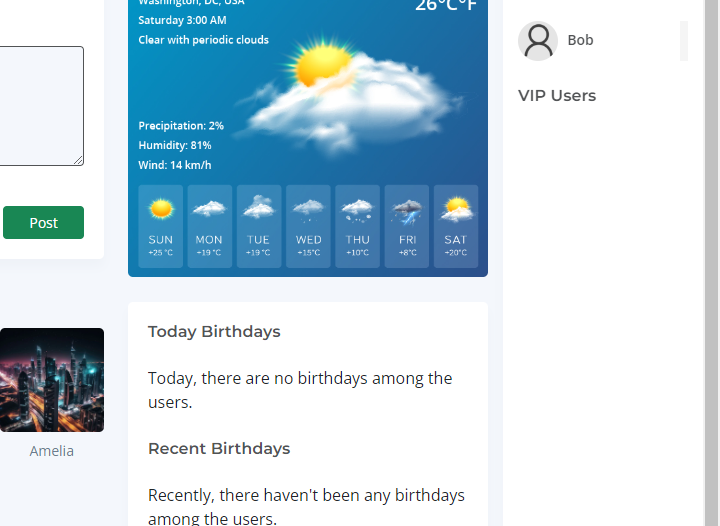 Washington, DC, USA
26°C°F
Saturday 3:00 AM
Clear with periodic clouds
Precipitation: 2%
Humidity: 81%
Wind: 14 km/h
SUN MON TUE WED THU FRI SAT
+25 °C +19 °C +19 °C +15°C +10°C +8°C +20°C
Post
Amelia
Today Birthdays
Today, there are no birthdays among the
users.
Recent Birthdays
Recently, there haven't been any birthdays
among the users.
Bob
VIP Users